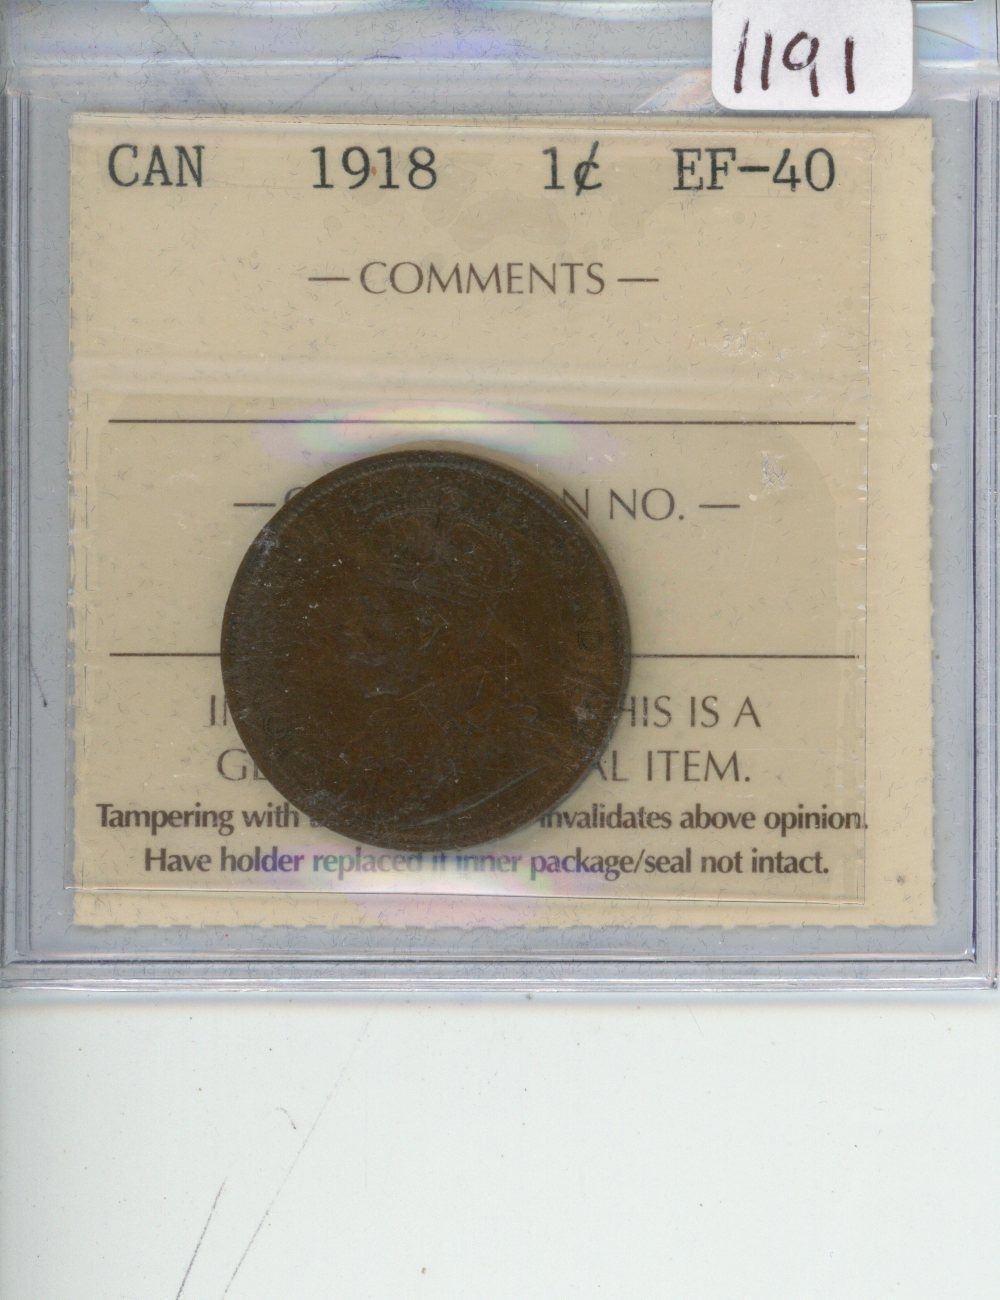 1191
CAN 1918 1¢ EF-40
— COMMENTS —
— N NO. —
HIS IS A
ITEM.
Tampering with invalidates above opinion.
Have holder replaced if inner package/seal not intact.